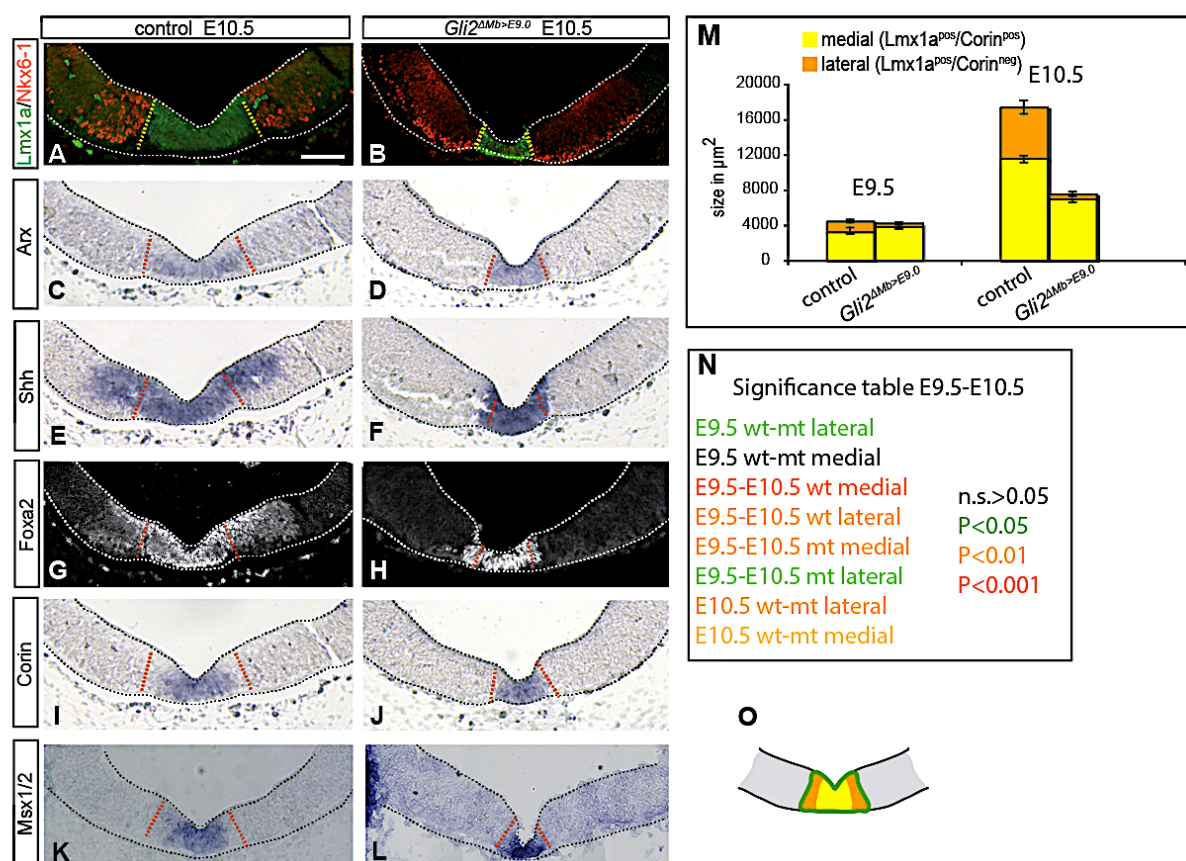 control E10.5
Gli2ΔMb>E9.0 E10.5
Lmx1a/Nkx6-1
A
B
Arx
C
D
Shh
E
F
Foxa2
G
H
Corin
I
J
Msx1/2
K
L
M
medial (Lmx1apos/Corinpos)
lateral (Lmx1apos/Corinneg)
size in µm2
20000
16000
12000
8000
4000
0
E9.5
E10.5
control
Gli2ΔMb>E9.0
control
Gli2ΔMb>E9.0
N
Significance table E9.5-E10.5
E9.5 wt-mt lateral
E9.5 wt-mt medial
E9.5-E10.5 wt medial
E9.5-E10.5 wt lateral
E9.5-E10.5 mt medial
E9.5-E10.5 mt lateral
E10.5 wt-mt lateral
E10.5 wt-mt medial
n.s.>0.05
P<0.05
P<0.01
P<0.001
O